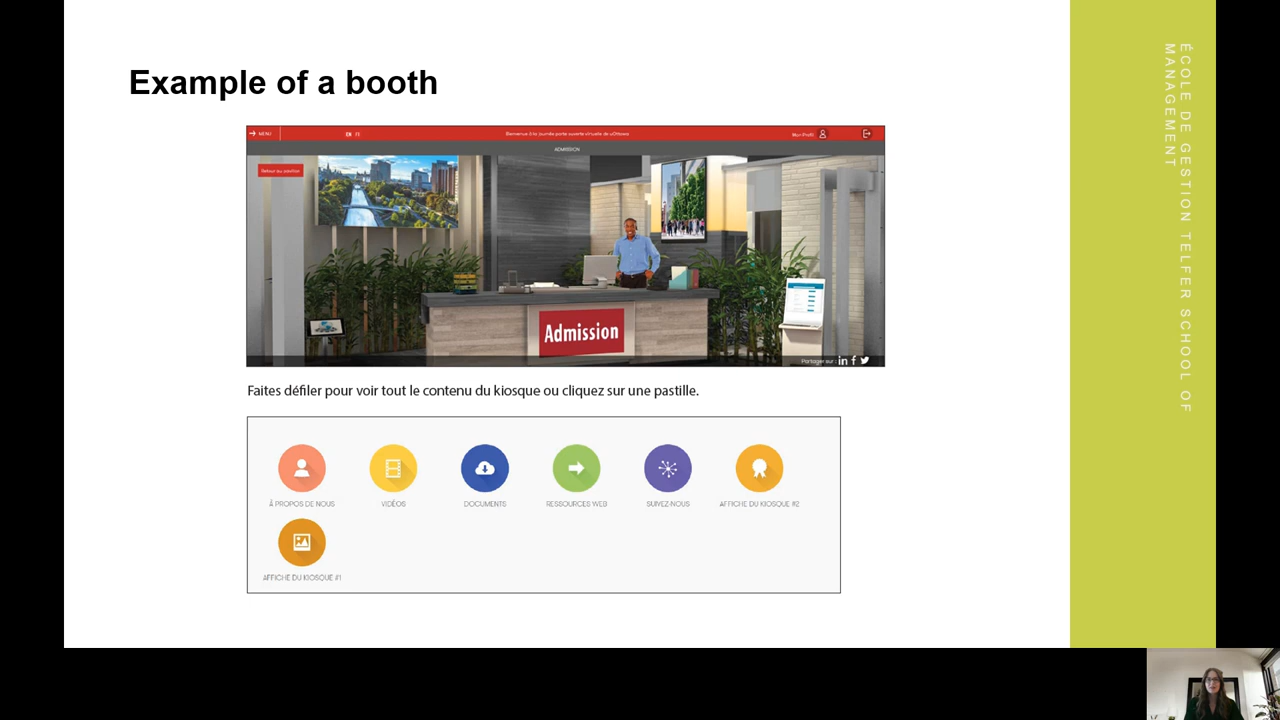 Example of a booth
MENU
EN FR
Bienvenue à la journée porte ouverte virtuelle de uOttawa
Mon Profil
ADMISSION
Retour au pavillon
Admission
Partager sur :
Faites défiler pour voir tout le contenu du kiosque ou cliquez sur une pastille.
À PROPOS DE NOUS
VIDÉOS
DOCUMENTS
RESSOURCES WEB
SUIVEZ-NOUS
AFFICHE DU KIOSQUE #2
AFFICHE DU KIOSQUE #1
ÉCOLE DE GESTION TELFER SCHOOL OF
MANAGEMENT